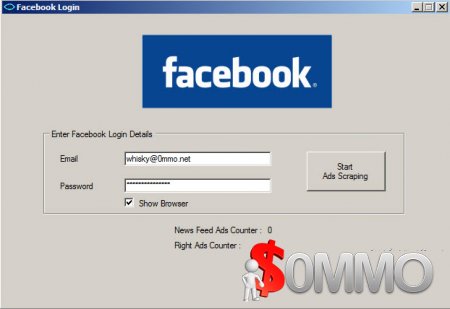 Facebook Login
facebook®
Enter Facebook Login Details
Email
whisky@0mmo.net
Start
Ads Scraping
Password
***************
Show Browser
News Feed Ads Counter : 0
Right Ads Counter :
$0MMO